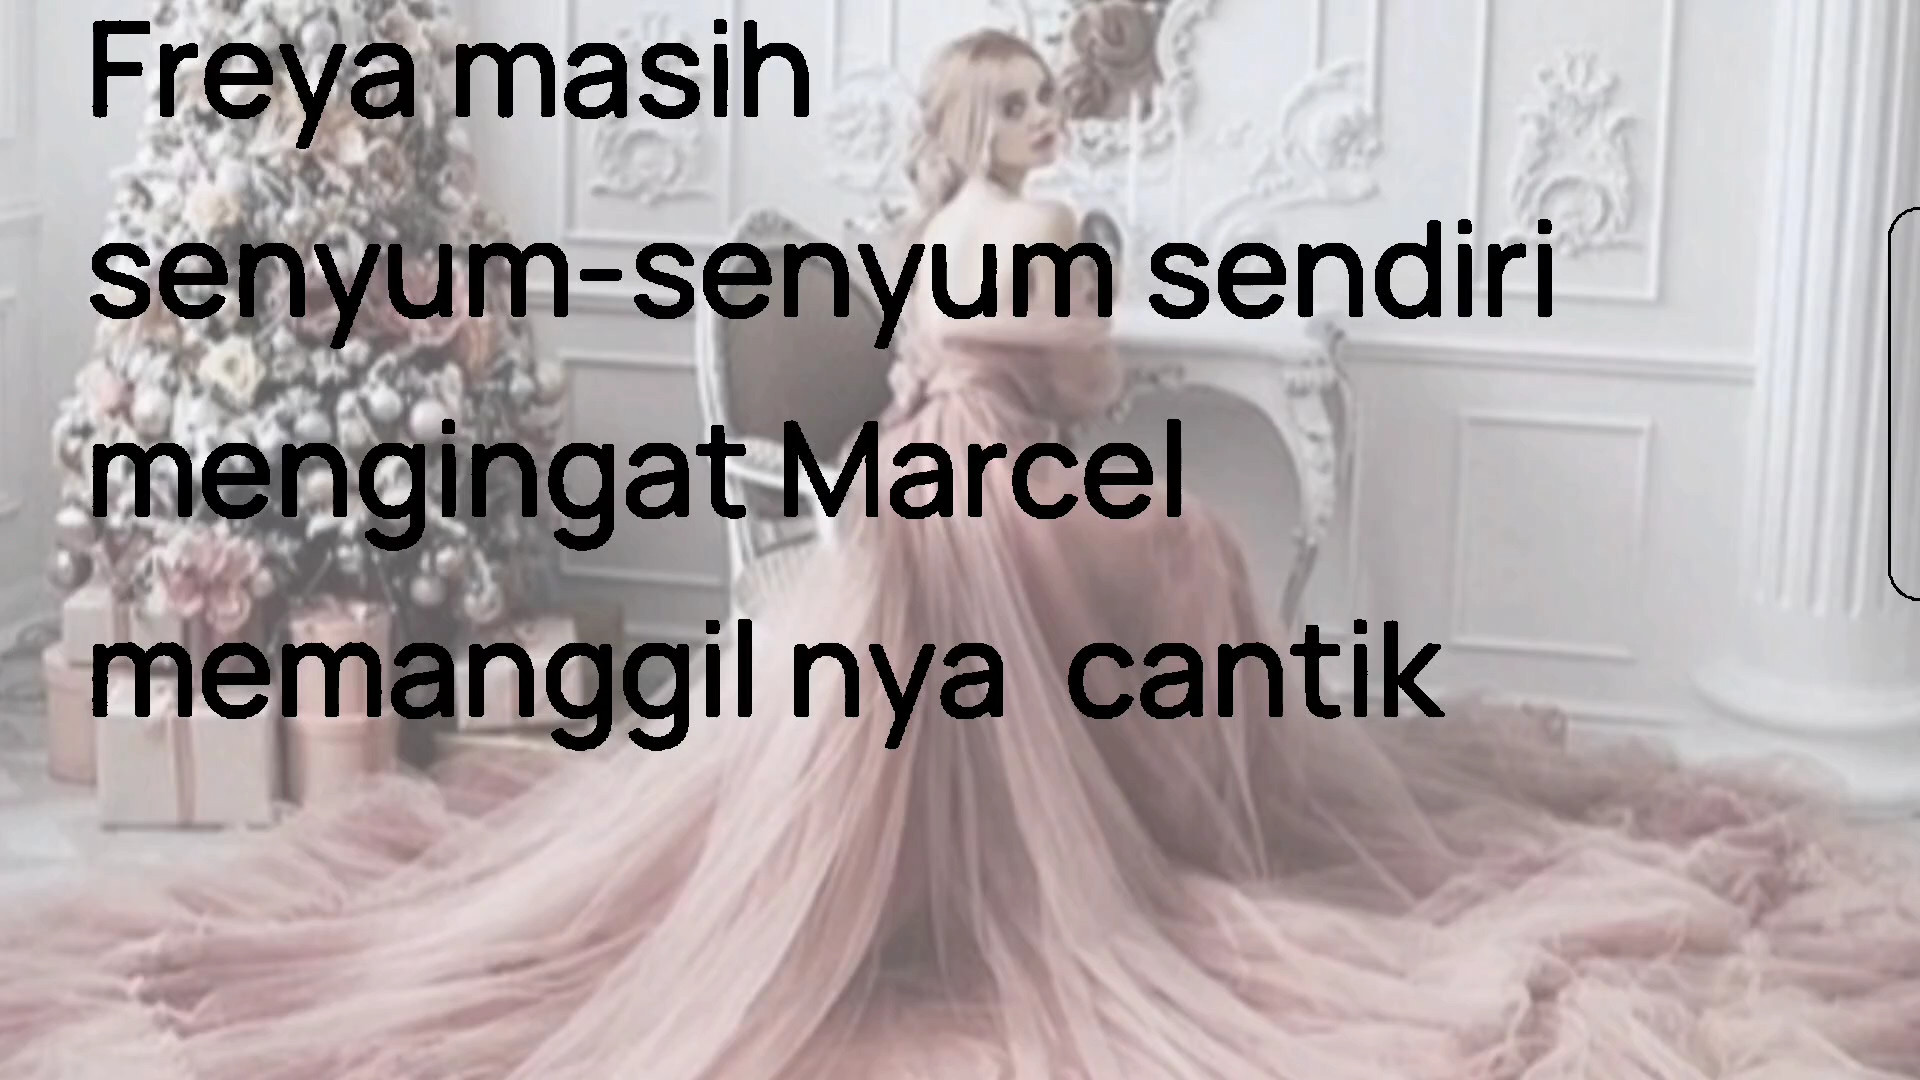 Freya masih
senyum-senyum sendiri
mengingat Marcel
memanggil nya  cantik